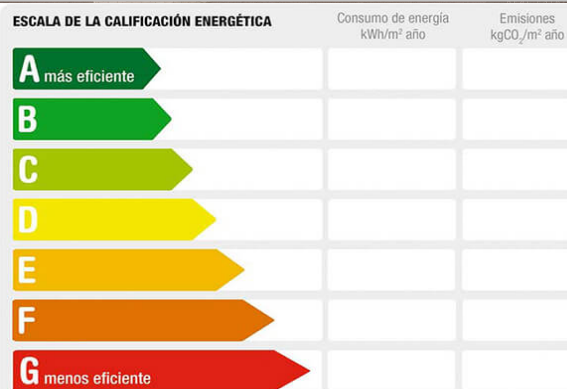 ESCALA DE LA CALIFICACIÓN ENERGÉTICA
Consumo de energía
kWh/m² año
Emisiones
kgCO₂/m² año
A más eficiente
B
C
D
E
F
G menos eficiente